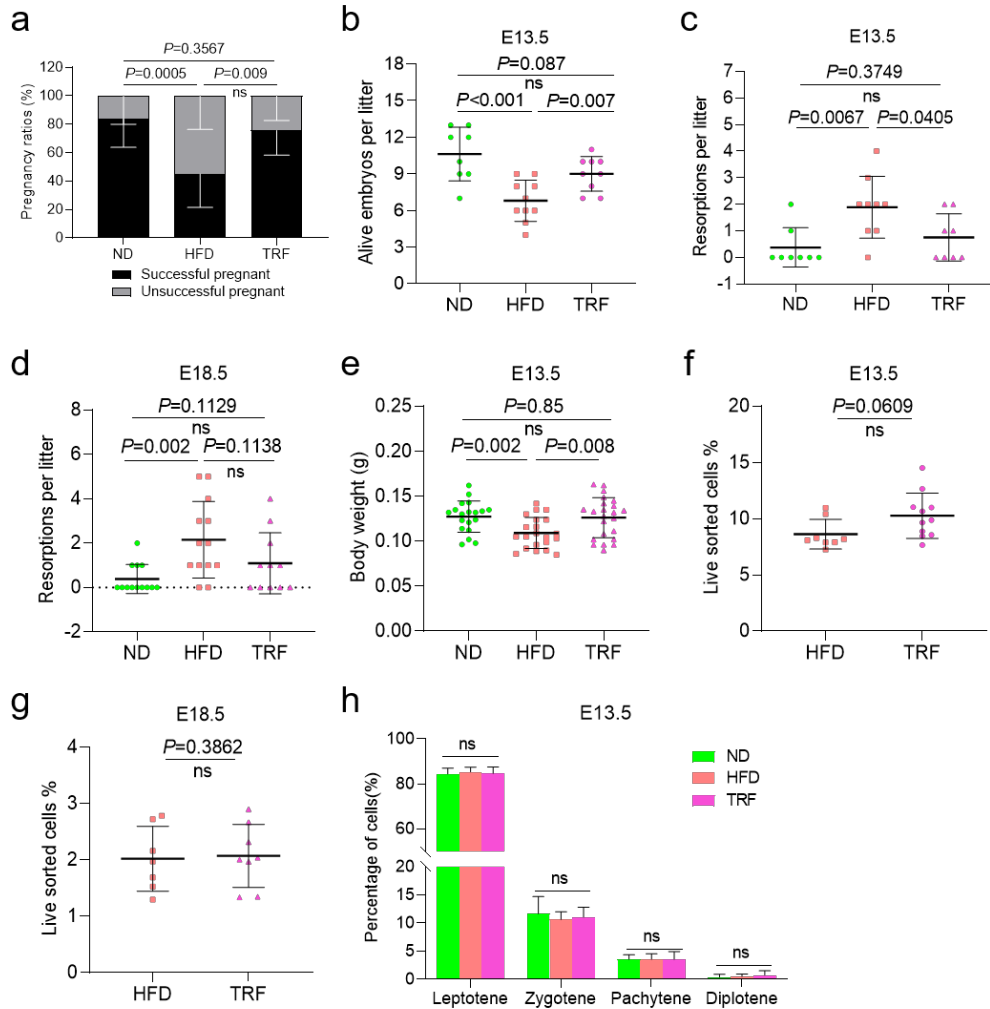 a
P=0.3567
P=0.0005
P=0.009
ns
Pregnancy ratios (%)
120
100
80
60
40
20
0
ND
HFD
TRF
Successful pregnant
Unsuccessful pregnant
b
E13.5
P=0.087
ns
P<0.001
P=0.007
Alive embryos per litter
18
15
12
9
6
3
0
ND
HFD
TRF
c
E13.5
P=0.3749
ns
P=0.0067
P=0.0405
Resorptions per litter
7
6
5
4
3
2
1
0
-1
ND
HFD
TRF
d
E18.5
P=0.1129
ns
P=0.002
P=0.1138
ns
Resorptions per litter
8
6
4
2
0
-2
ND
HFD
TRF
e
E13.5
P=0.85
ns
P=0.002
P=0.008
Body weight (g)
0.25
0.20
0.15
0.10
0.05
0.00
ND
HFD
TRF
f
E13.5
P=0.0609
ns
Live sorted cells %
20
15
10
5
0
HFD
TRF
g
E18.5
P=0.3862
ns
Live sorted cells %
4
3
2
1
0
HFD
TRF
h
E13.5
Percentage of cells(%)
100
80
60
20
15
10
5
0
ns
ns
ns
ns
ND
HFD
TRF
Leptotene
Zygotene
Pachytene
Diplotene